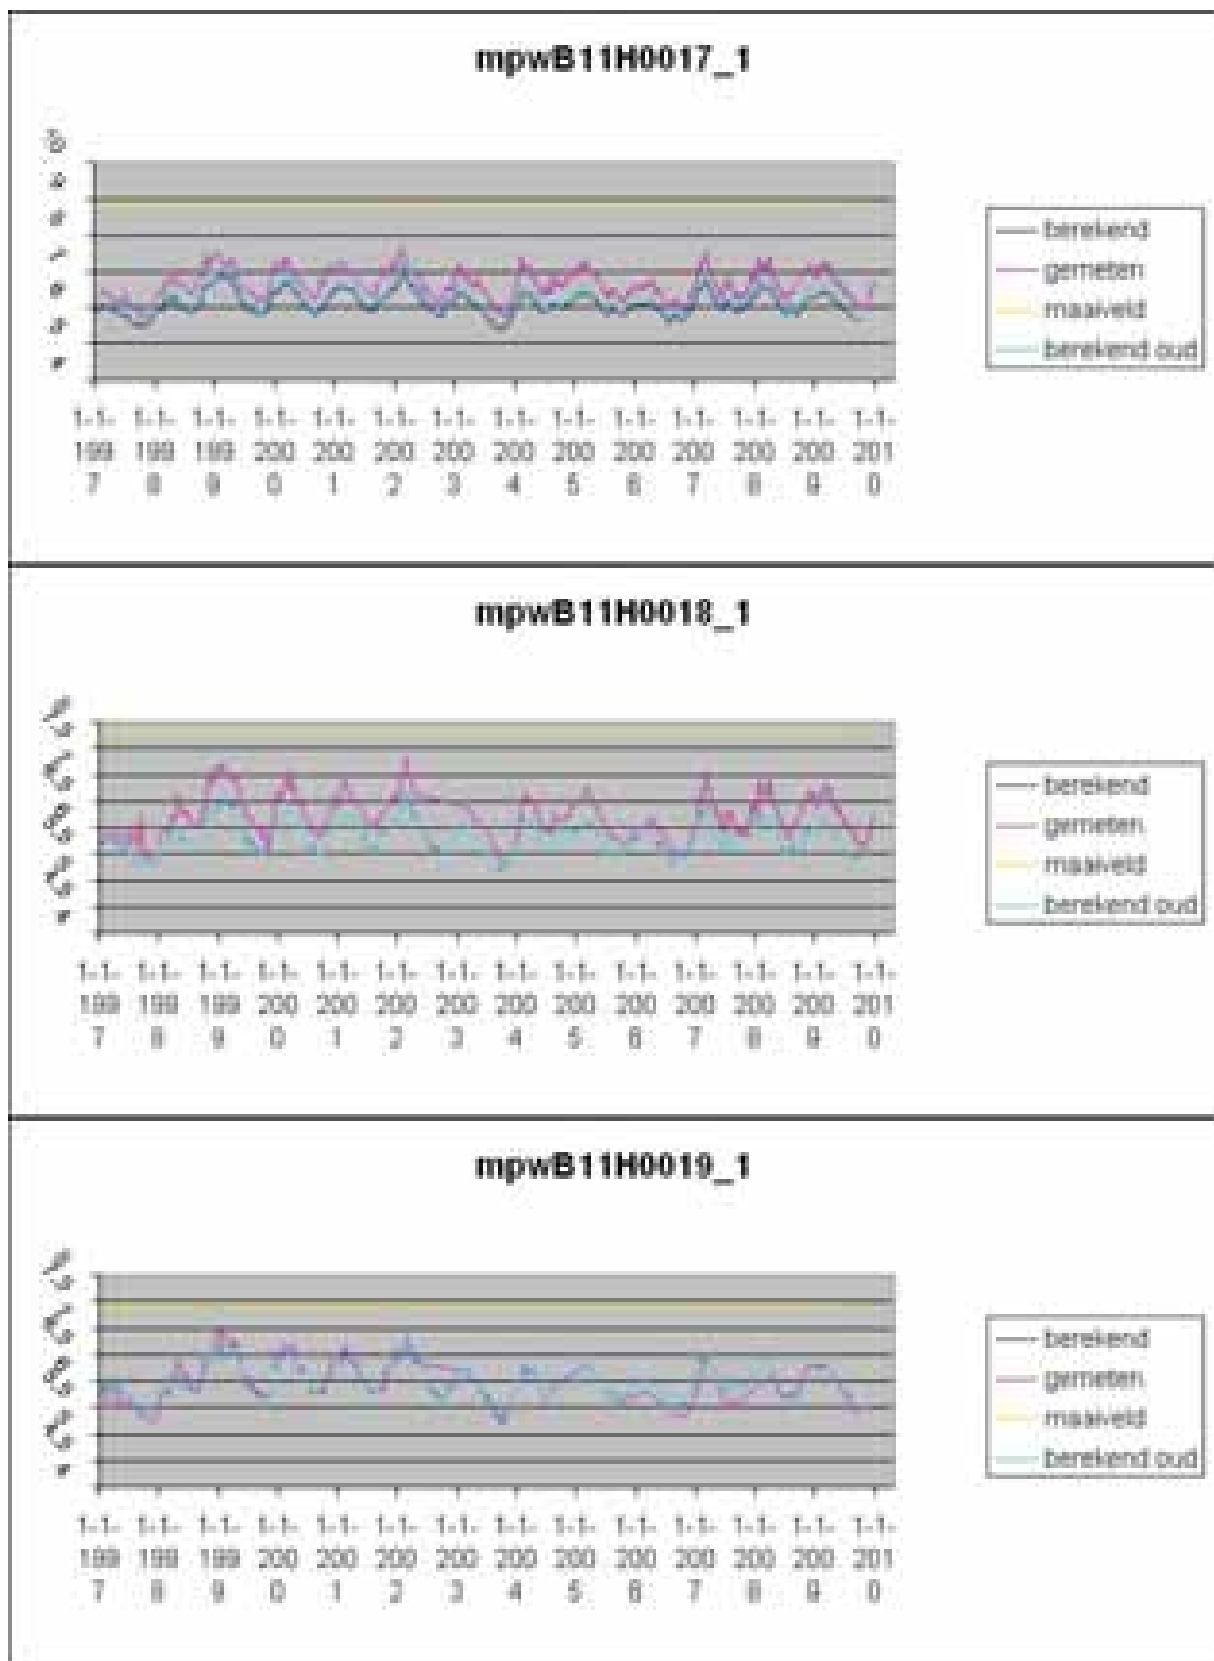 mpwB11H0017_1
berekend
gemeten
maaiveld
berekend oud
1-1- 1-1- 1-1- 1-1- 1-1- 1-1- 1-1- 1-1- 1-1- 1-1- 1-1- 1-1- 1-1- 1-1-
199 199 199 200 200 200 200 200 200 200 200 200 200 201
7 8 9 0 1 2 3 4 5 6 7 8 9 0
mpwB11H0018_1
berekend
gemeten
maaiveld
berekend oud
1-1- 1-1- 1-1- 1-1- 1-1- 1-1- 1-1- 1-1- 1-1- 1-1- 1-1- 1-1- 1-1- 1-1-
199 199 199 200 200 200 200 200 200 200 200 200 200 201
7 8 9 0 1 2 3 4 5 6 7 8 9 0
mpwB11H0019_1
berekend
gemeten
maaiveld
berekend oud
1-1- 1-1- 1-1- 1-1- 1-1- 1-1- 1-1- 1-1- 1-1- 1-1- 1-1- 1-1- 1-1- 1-1-
199 199 199 200 200 200 200 200 200 200 200 200 200 201
7 8 9 0 1 2 3 4 5 6 7 8 9 0